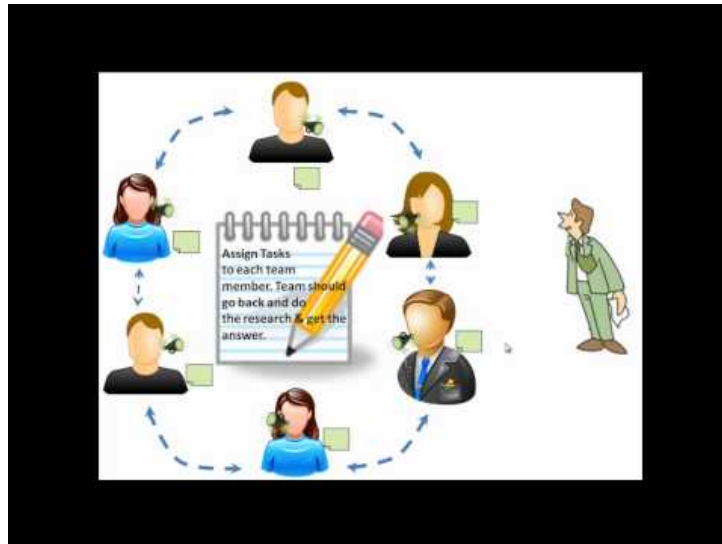 Assign Tasks
to each team
member. Team should
go back and do
the research & get the
answer.